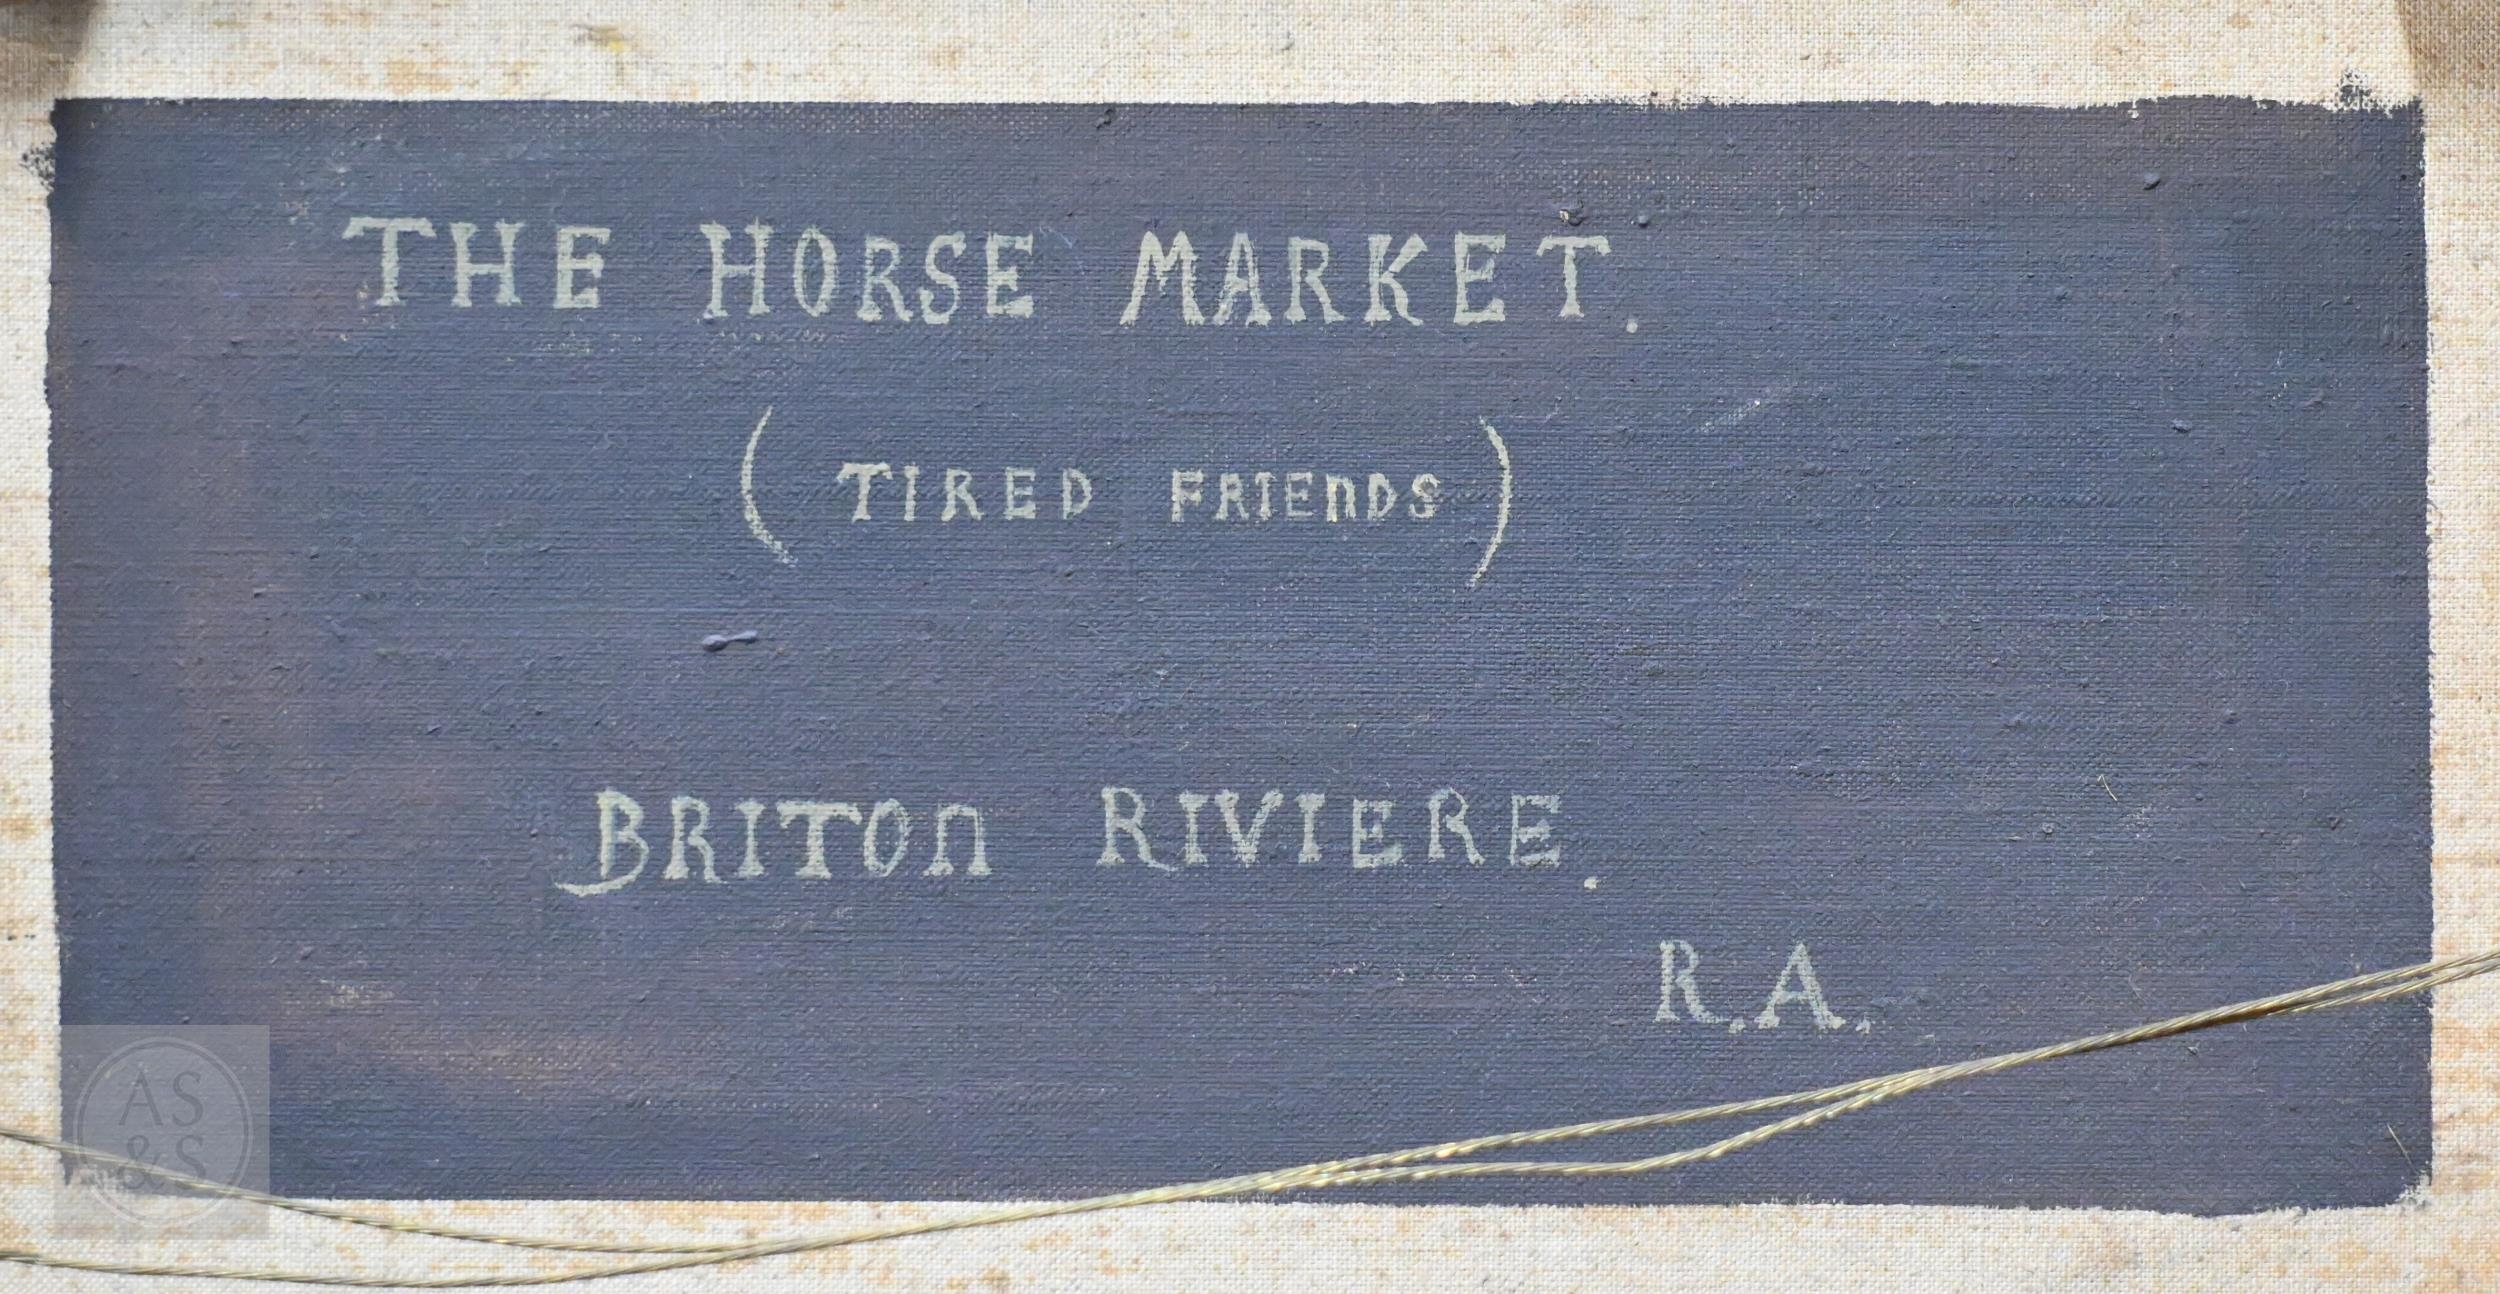 THE HORSE MARKET.
(TIRED FRIEnDS)
BRITOn RIVIERE.
R.A.
AS
&S